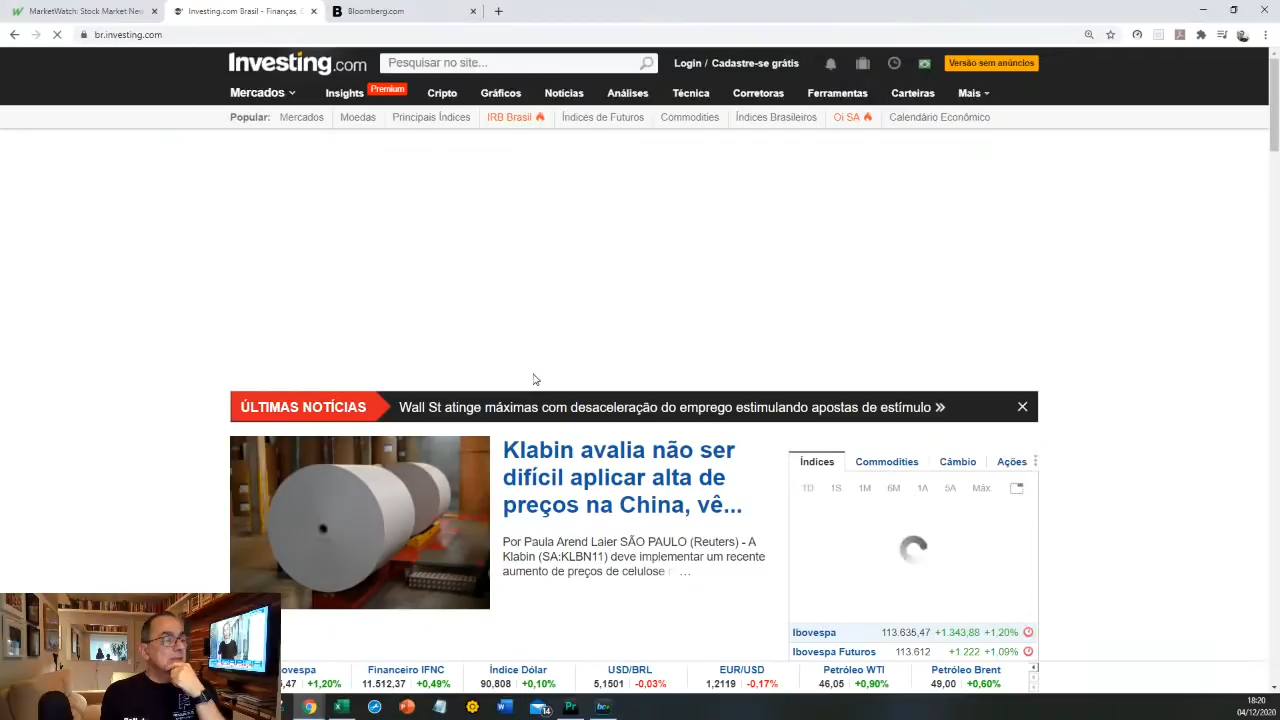 MarketWatch: Stock Market New
Investing.com Brasil - Finanças, E
Bloomberg.com
br.investing.com
Investing.com
Pesquisar no site...
Login / Cadastre-se grátis
Versão sem anúncios
Mercados
Insights
Premium
Cripto
Gráficos
Notícias
Análises
Técnica
Corretoras
Ferramentas
Carteiras
Mais
Popular:
Mercados
Moedas
Principais Índices
IRB Brasil
Índices de Futuros
Commodities
Índices Brasileiros
Oi SA
Calendário Econômico
ÚLTIMAS NOTÍCIAS
Wall St atinge máximas com desaceleração do emprego estimulando apostas de estímulo »
Klabin avalia não ser
difícil aplicar alta de
preços na China, vê...
Por Paula Arend Laier SÃO PAULO (Reuters) - A
Klabin (SA:KLBN11) deve implementar um recente
aumento de preços de celulose ...
Índices
Commodities
Câmbio
Ações
1D
1S
1M
6M
1A
5A
Máx
Ibovespa 113.635,47 +1.343,88 +1,20%
Ibovespa Futuros 113.612 +1.222 +1.09%
ovespa
5,47 +1,20%
Financeiro IFNC
11.512,37 +0,49%
Índice Dólar
90,808 +0,10%
USD/BRL
5,1501 -0,03%
EUR/USD
1,2119 -0,17%
Petróleo WTI
46,05 +0,90%
Petróleo Brent
49,00 +0,60%
14
18:20
04/12/2020